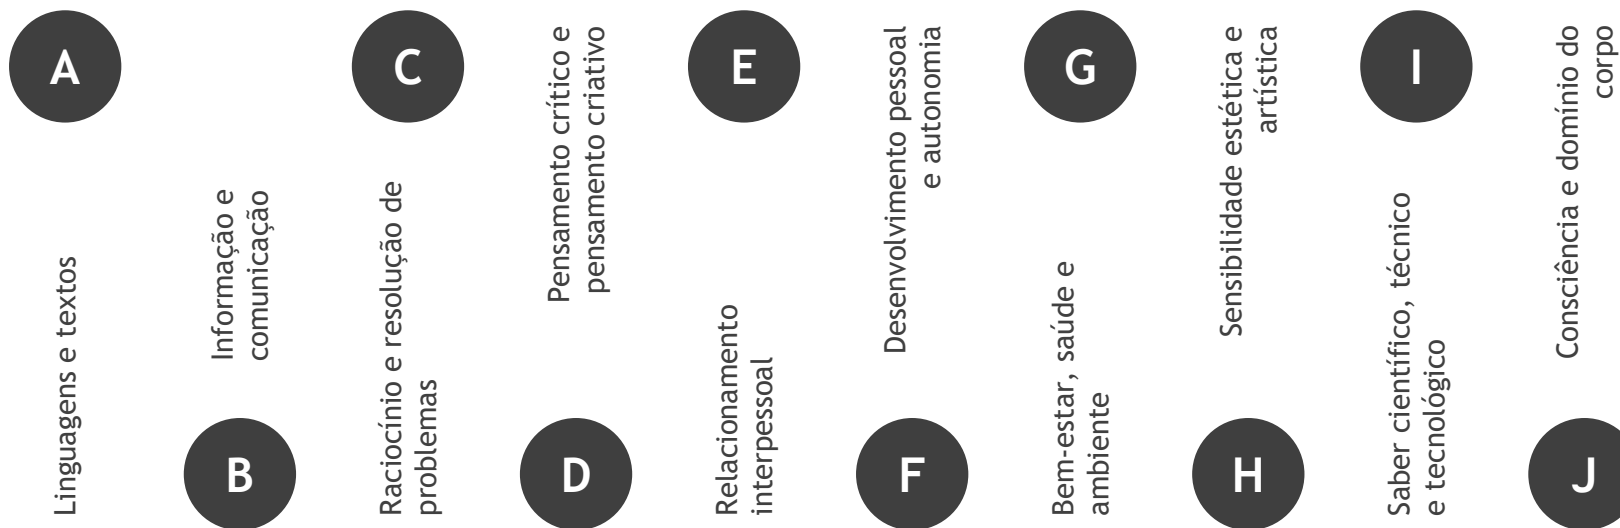 A
Linguagens e textos
B
Informação e
comunicação
C
Raciocínio e resolução de
problemas
D
Pensamento crítico e
pensamento criativo
E
Relacionamento
interpessoal
F
Desenvolvimento pessoal
e autonomia
G
Bem-estar, saúde e
ambiente
H
Sensibilidade estética e
artística
I
Saber científico, técnico
e tecnológico
J
Consciência e domínio do
corpo